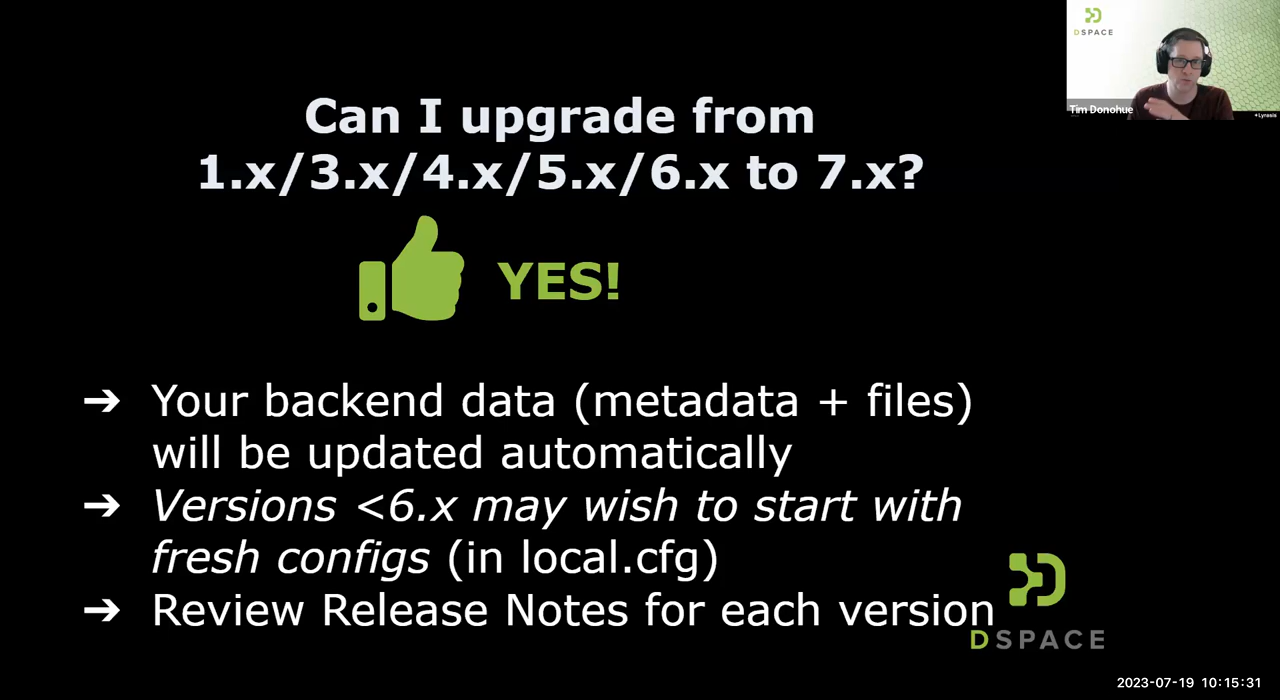 DSPACE
Tim Donohue
Lyrasis
Can I upgrade from
1.x/3.x/4.x/5.x/6.x to 7.x?
YES!
➔ Your backend data (metadata + files)
will be updated automatically
➔ Versions <6.x may wish to start with
fresh configs (in local.cfg)
➔ Review Release Notes for each version
DSPACE
2023-07-19 10:15:31